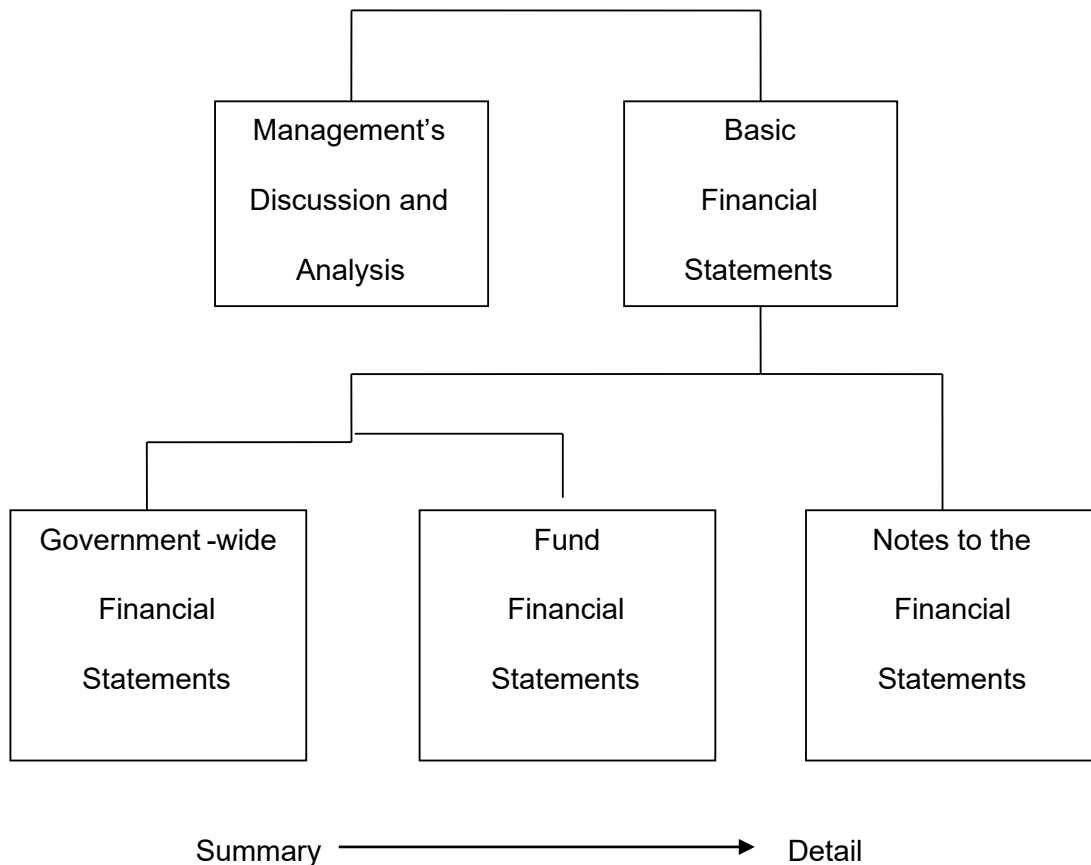 Management’s
Discussion and
Analysis
Basic
Financial
Statements
Government -wide
Financial
Statements
Fund
Financial
Statements
Notes to the
Financial
Statements
Summary
Detail